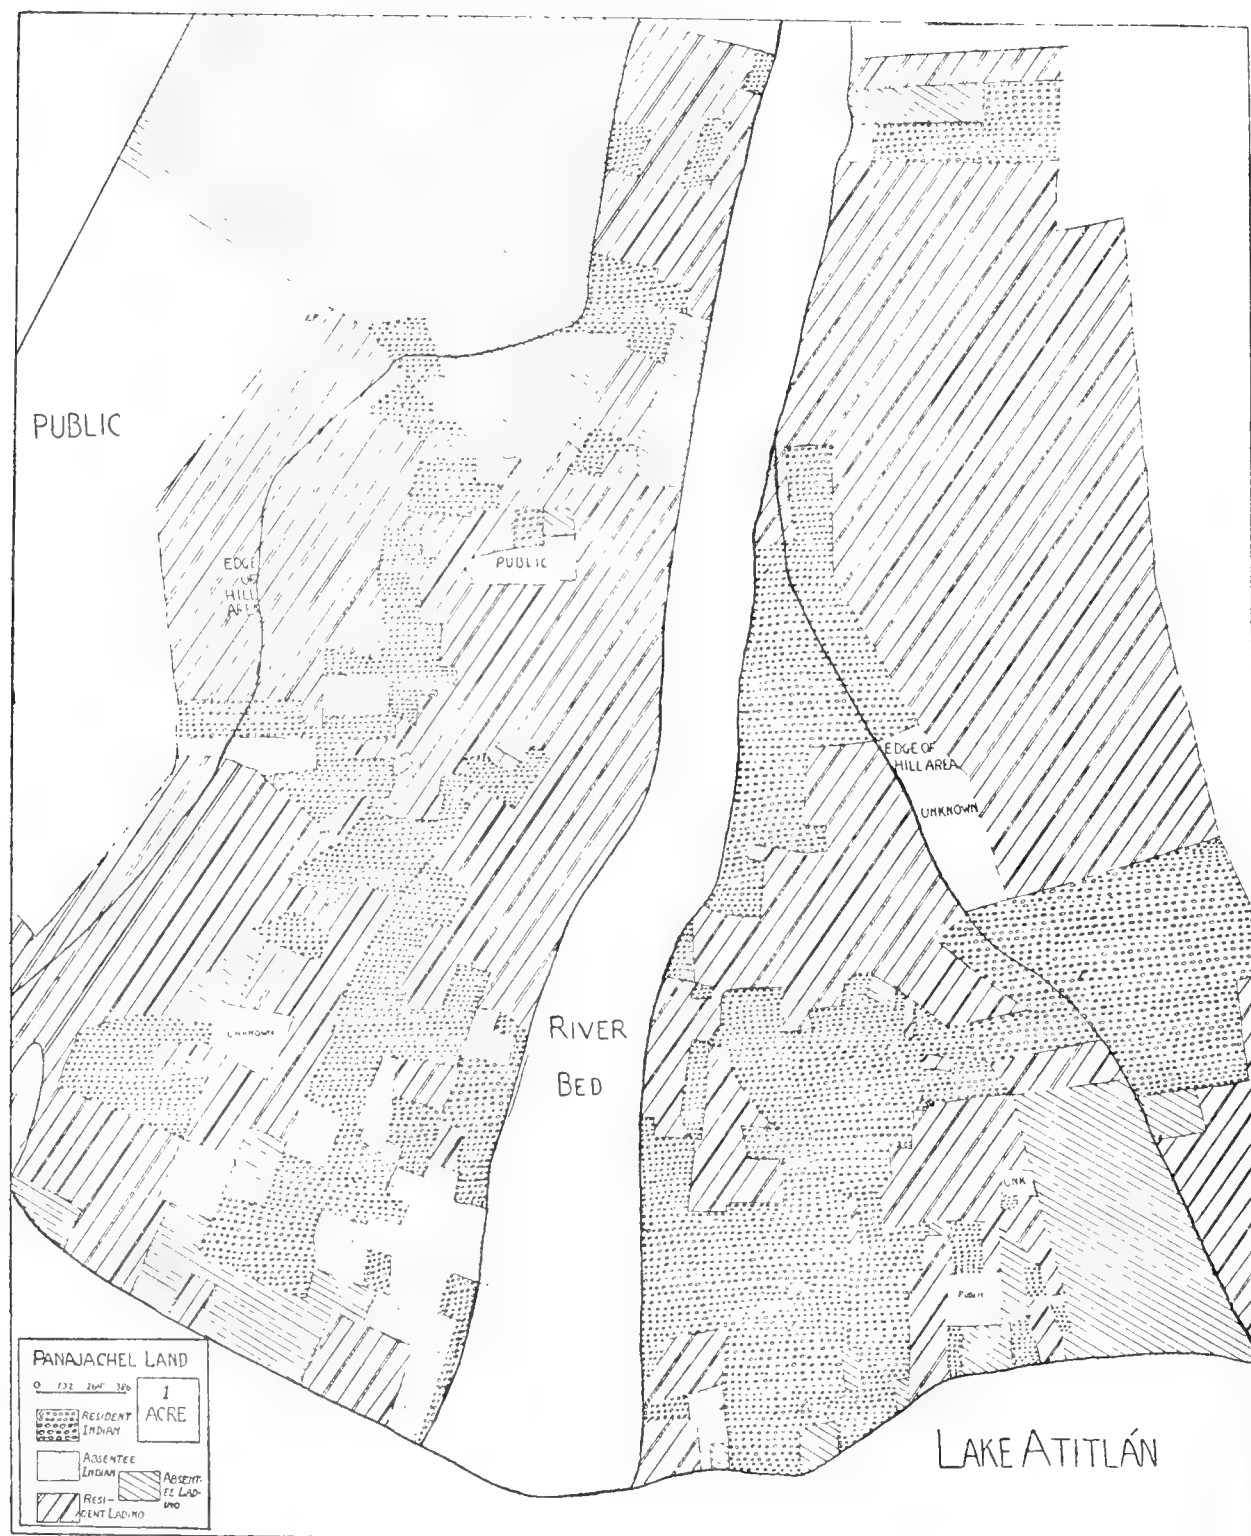 PUBLIC
EDGE
OF
HILL
AREA
PUBLIC
EDGE OF
HILL AREA
UNKNOWN
UNKNOWN
RIVER
BED
UNK
PUBLIC
LAKE ATITLÁN
PANAJACHEL LAND
0 132 264
1
ACRE
RESIDENT
INDIAN
ABSENTEE
INDIAN
ABSENT-
EE LAD-
INO
RESI-
DENT LADINO